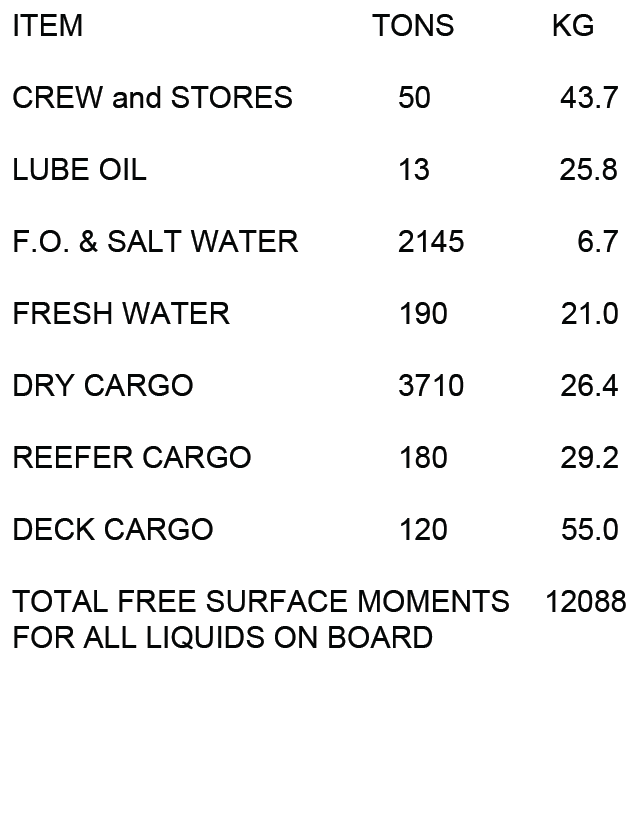 ITEM TONS KG
CREW and STORES 50 43.7
LUBE OIL 13 25.8
F.O. & SALT WATER 2145 6.7
FRESH WATER 190 21.0
DRY CARGO 3710 26.4
REEFER CARGO 180 29.2
DECK CARGO 120 55.0
TOTAL FREE SURFACE MOMENTS 12088
FOR ALL LIQUIDS ON BOARD